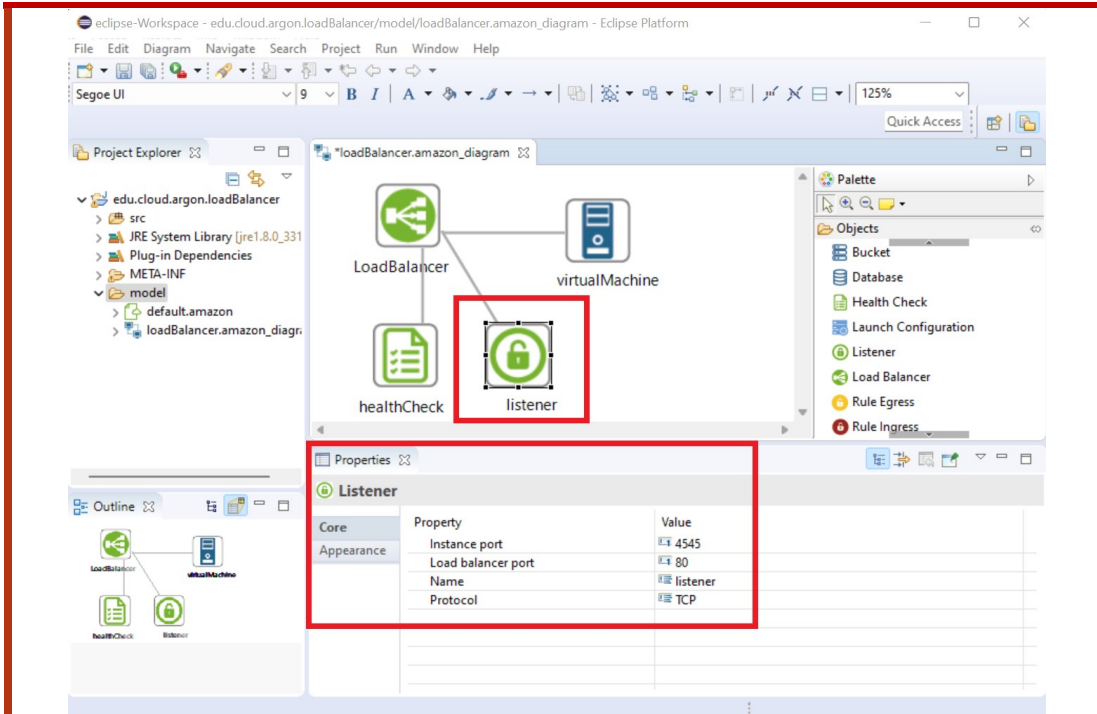 eclipse-Workspace - edu.cloud.argon.loadBalancer/model/loadBalancer.amazon_diagram - Eclipse Platform
File Edit Diagram Navigate Search Project Run Window Help
Segoe UI 9 B I A 125%
Quick Access
Project Explorer
edu.cloud.argon.loadBalancer
src
JRE System Library [jre1.8.0_331
Plug-in Dependencies
META-INF
model
default.amazon
loadBalancer.amazon_diagr
*loadBalancer.amazon_diagram
LoadBalancer
virtualMachine
healthCheck
listener
Palette
Objects
Bucket
Database
Health Check
Launch Configuration
Listener
Load Balancer
Rule Egress
Rule Ingress
Outline
LoadBalancer
virtualMachine
healthCheck
listener
Properties
Listener
Core
Appearance
Property Value
Instance port 4545
Load balancer port 80
Name listener
Protocol TCP